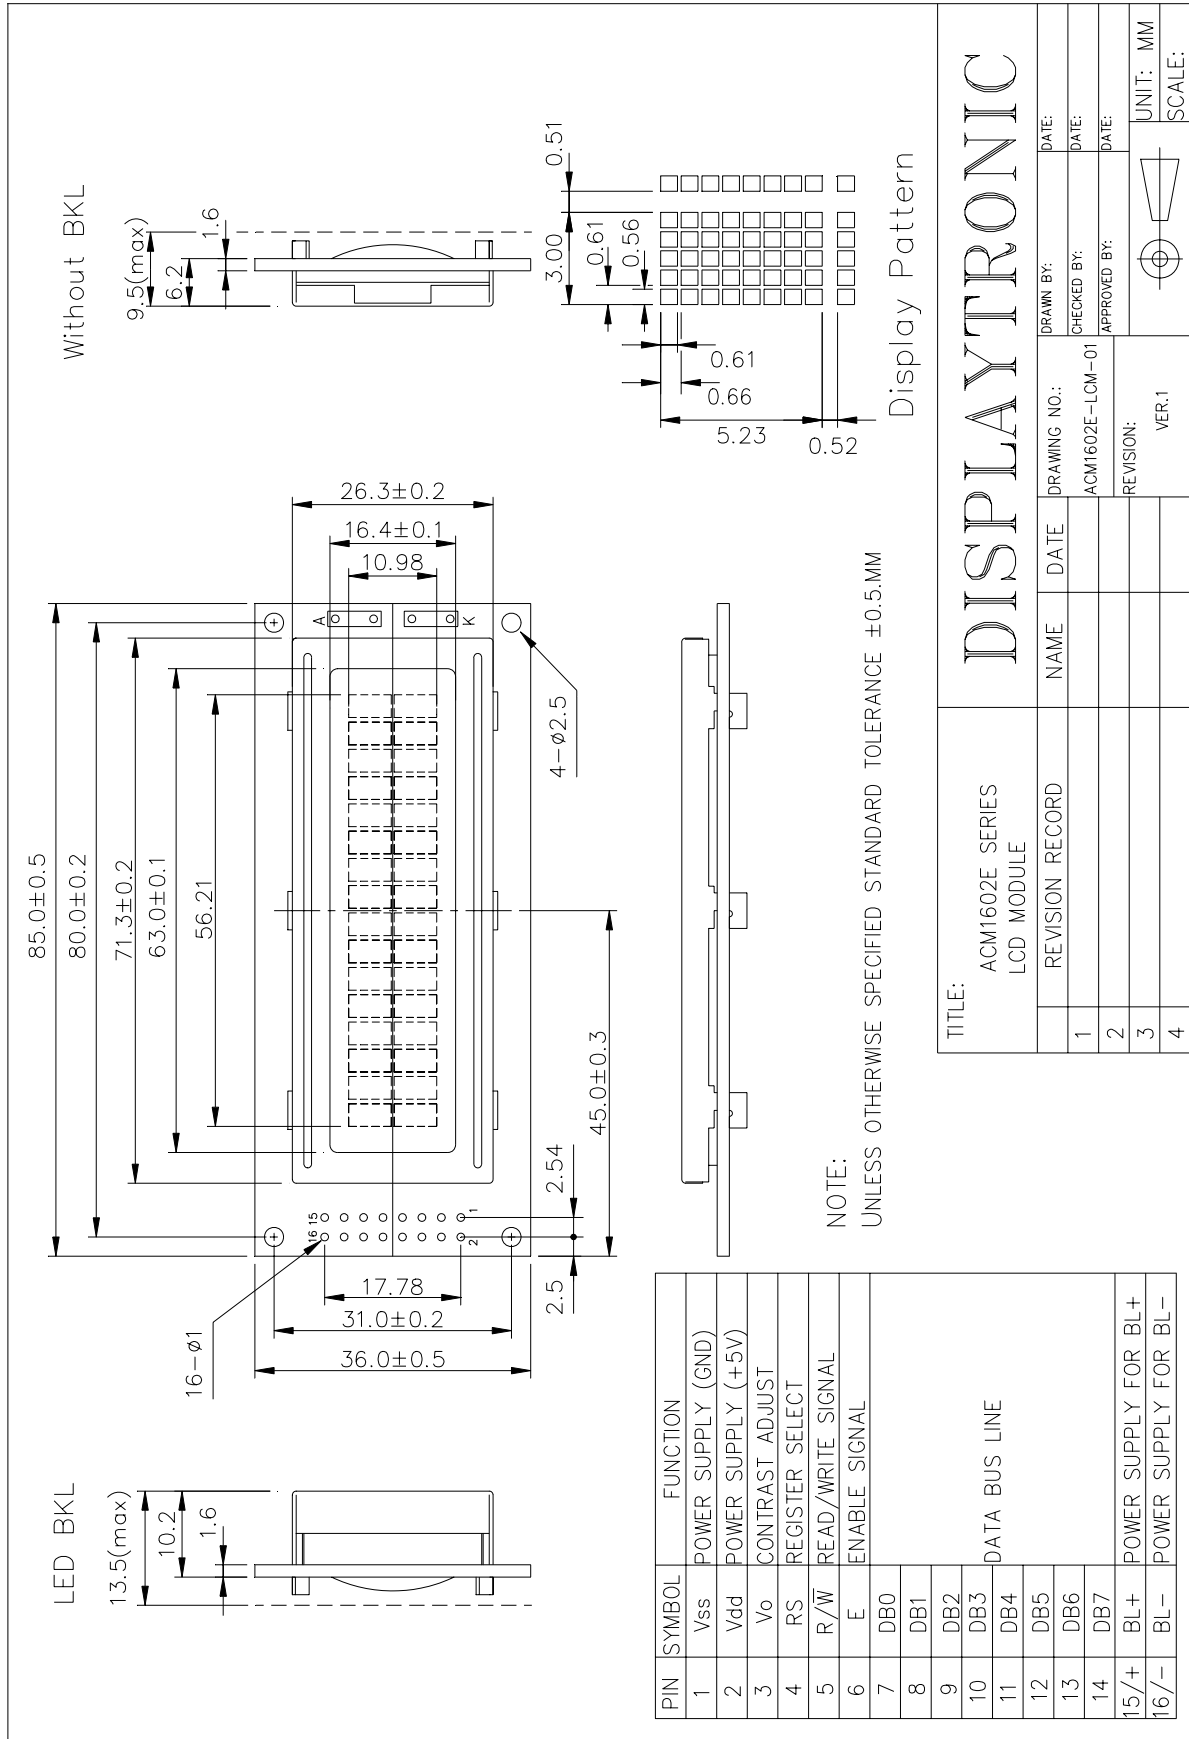 LED BKL
13.5(max)
10.2
1.6
85.0±0.5
80.0±0.2
71.3±0.2
63.0±0.1
56.21
26.3±0.2
16.4±0.1
10.98
A
K
16 15
2 1
16-ø1
17.78
31.0±0.2
36.0±0.5
2.5
2.54
45.0±0.3
4-ø2.5
Without BKL
9.5(max)
6.2
1.6
3.00
0.51
0.61
0.56
0.61
0.66
5.23
0.52
Display Pattern
NOTE:
UNLESS OTHERWISE SPECIFIED STANDARD TOLERANCE ±0.5.MM
PIN SYMBOL FUNCTION
1 Vss POWER SUPPLY (GND)
2 Vdd POWER SUPPLY (+5V)
3 Vo CONTRAST ADJUST
4 RS REGISTER SELECT
5 R/W̅ READ/WRITE SIGNAL
6 E ENABLE SIGNAL
7 DB0
8 DB1
9 DB2
10 DB3 DATA BUS LINE
11 DB4
12 DB5
13 DB6
14 DB7
15/+ BL+ POWER SUPPLY FOR BL+
16/- BL- POWER SUPPLY FOR BL-
TITLE:
ACM1602E SERIES
LCD MODULE
DISPLAYTRONIC
REVISION RECORD NAME DATE
1
2
3
4
DRAWING NO.:
ACM1602E-LCM-01
REVISION:
VER.1
DRAWN BY: DATE:
CHECKED BY: DATE:
APPROVED BY: DATE:
UNIT: MM
SCALE: